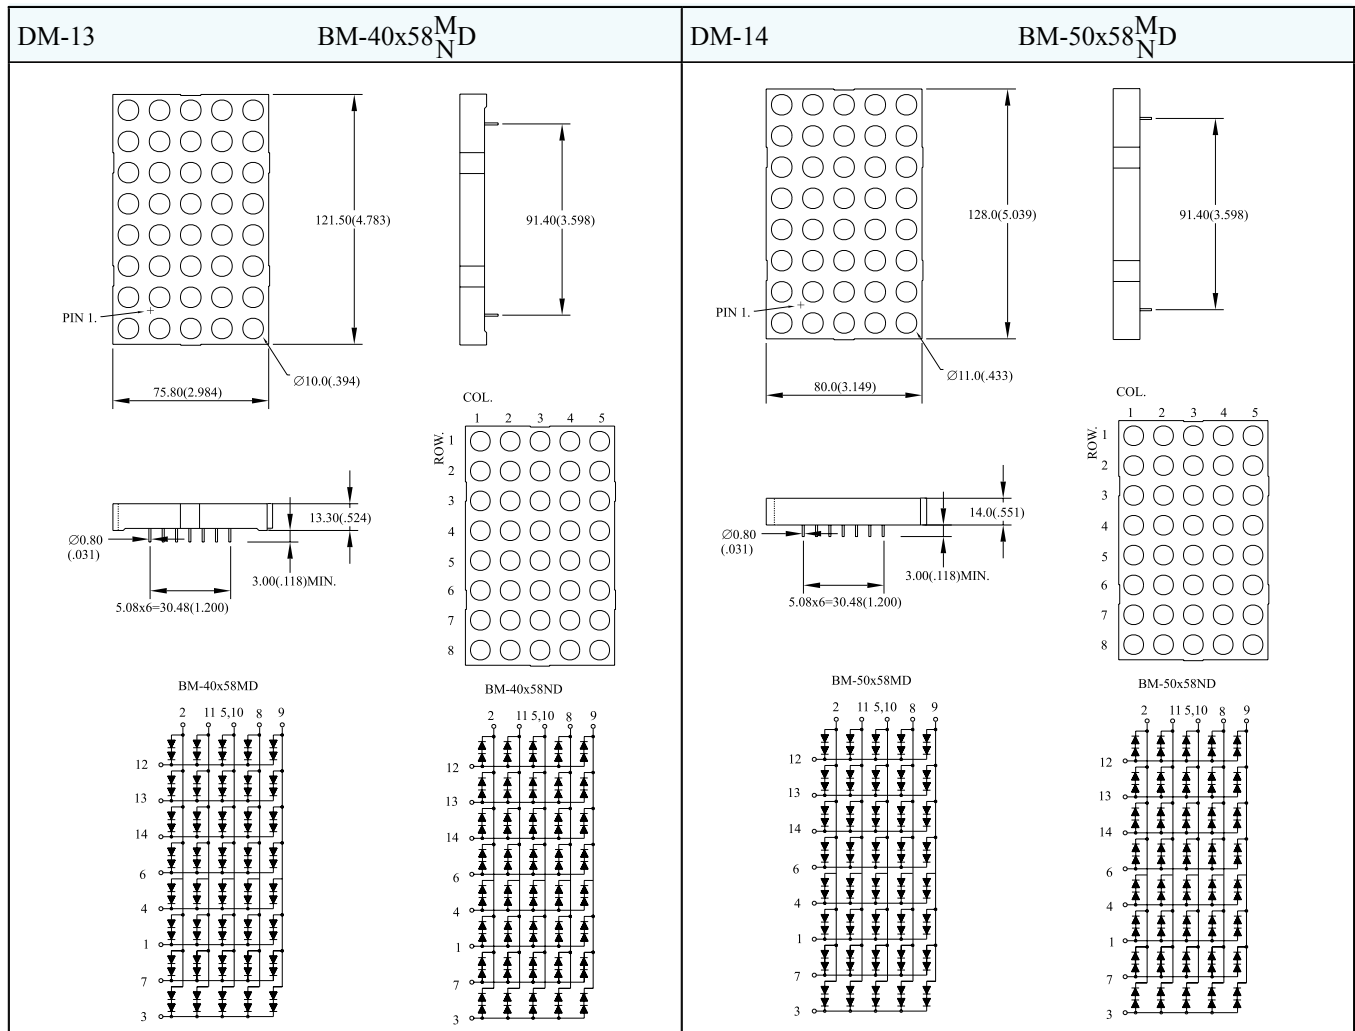 DM-13 BM-40x58 M/N D
121.50(4.783)
91.40(3.598)
PIN 1.
Ø10.0(.394)
75.80(2.984)
COL.
1 2 3 4 5
ROW.
1
2
3
4
5
6
7
8
13.30(.524)
Ø0.80
(.031)
3.00(.118)MIN.
5.08x6=30.48(1.200)
BM-40x58MD
2 11 5,10 8 9
12
13
14
6
4
1
7
3
BM-40x58ND
2 11 5,10 8 9
12
13
14
6
4
1
7
3
DM-14 BM-50x58 M/N D
128.0(5.039)
91.40(3.598)
PIN 1.
Ø11.0(.433)
80.0(3.149)
COL.
1 2 3 4 5
ROW.
1
2
3
4
5
6
7
8
14.0(.551)
Ø0.80
(.031)
3.00(.118)MIN.
5.08x6=30.48(1.200)
BM-50x58MD
2 11 5,10 8 9
12
13
14
6
4
1
7
3
BM-50x58ND
2 11 5,10 8 9
12
13
14
6
4
1
7
3